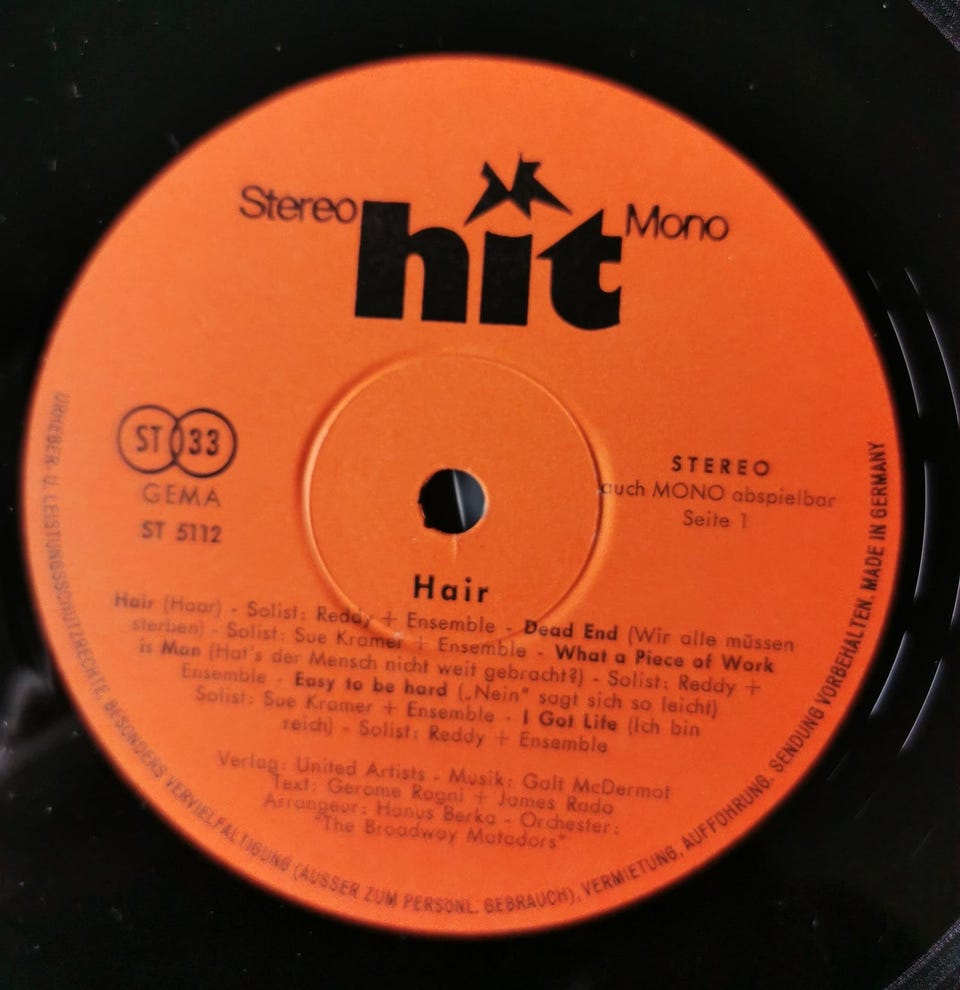 Stereo hit Mono
ST 33
GEMA
ST 5112
STEREO
auch MONO abspielbar
Seite 1
Hair
Hair (Haar) - Solist: Reddy + Ensemble - Dead End (Wir alle müssen
sterben) - Solist: Sue Kramer + Ensemble - What a Piece of Work
is Man (Hat's der Mensch nicht weit gebracht?) - Solist: Reddy +
Ensemble - Easy to be hard („Nein“ sagt sich so leicht)
Solist: Sue Kramer + Ensemble - I Got Life (Ich bin
reich) - Solist: Reddy + Ensemble
Verlag: United Artists - Musik: Galt McDermot
Text: Gerome Ragni + James Rado
Arrangeur: Hanus Berka - Orchester:
"The Broadway Matadors"
URHEBER- U. LEISTUNGSSCHUTZRECHTE, BESONDERS VERVIELFÄLTIGUNG (AUSSER ZUM PERSÖNL. GEBRAUCH), VERMIETUNG, AUFFÜHRUNG, SENDUNG VORBEHALTEN. MADE IN GERMANY